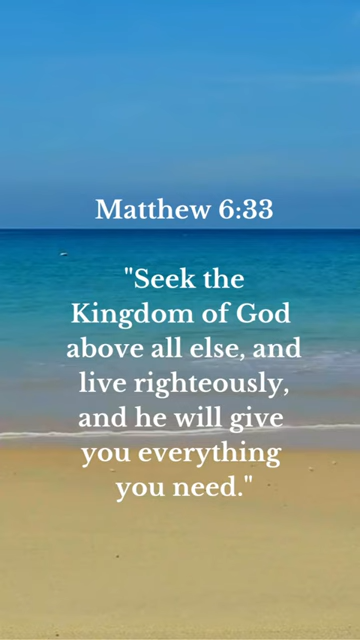 Matthew 6:33
"Seek the
Kingdom of God
above all else, and
live righteously,
and he will give
you everything
you need."